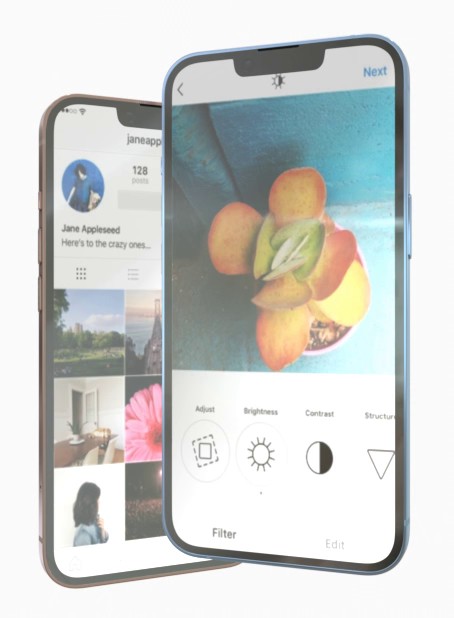 janeapp
128
posts
Jane Appleseed
Here's to the crazy ones...
Next
Adjust
Brightness
Contrast
Structure
Filter
Edit